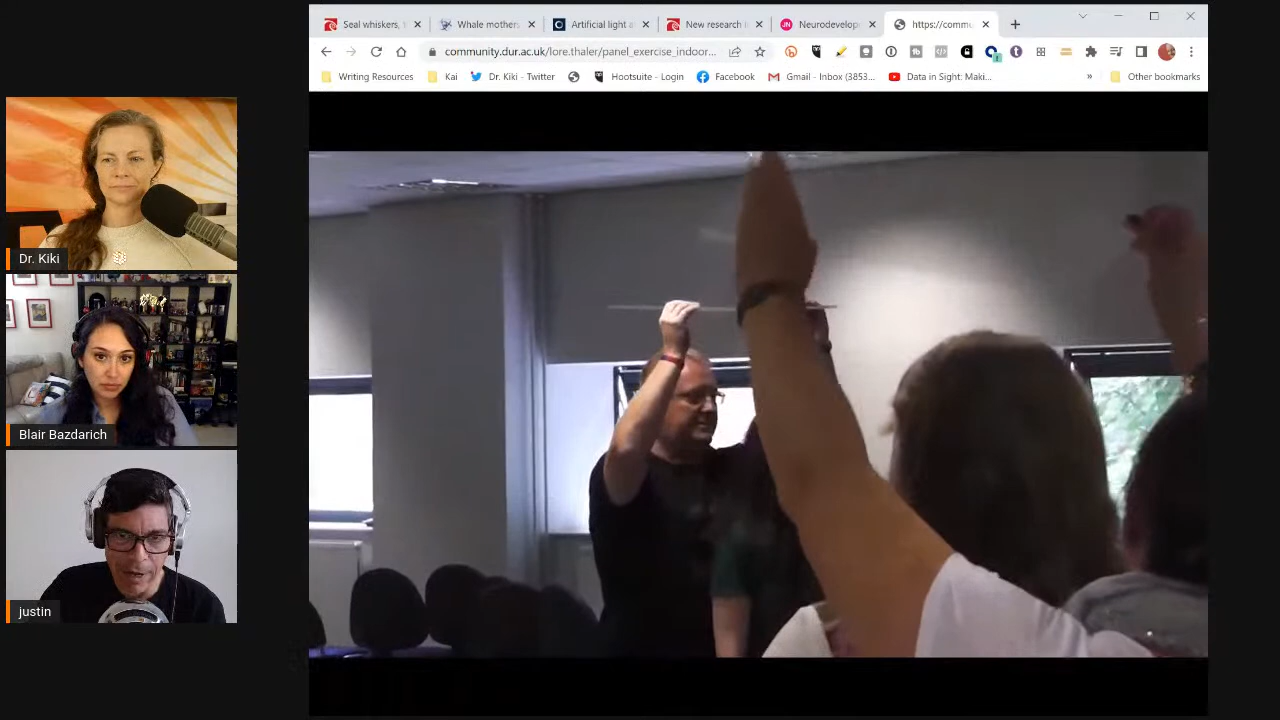 Seal whiskers, t
Whale mother
Artificial light a
New research i
Neurodevelop
https://commu
community.dur.ac.uk/lore.thaler/panel_exercise_indoor...
Writing Resources
Kai
Dr. Kiki - Twitter
Hootsuite - Login
Facebook
Gmail - Inbox (3853...
Data in Sight: Maki...
»
Other bookmarks
Dr. Kiki
Blair Bazdarich
justin